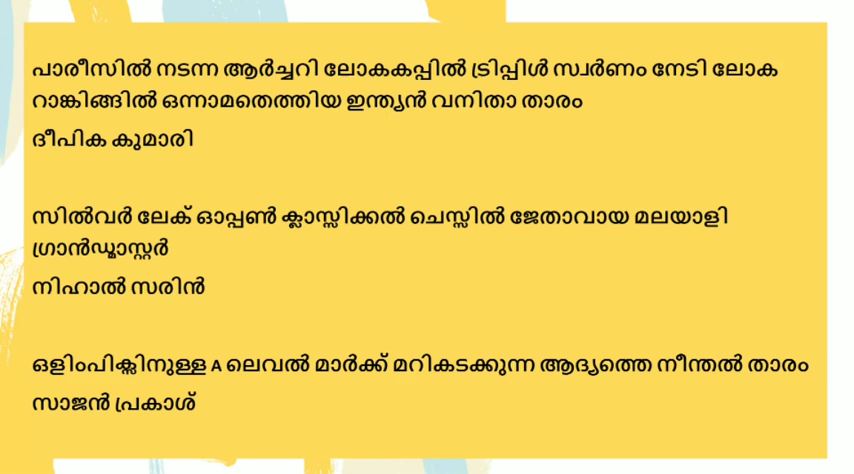 പാരീസിൽ നടന്ന ആർച്ചറി ലോകകപ്പിൽ ട്രിപ്പിൾ സ്വർണം നേടി ലോക
റാങ്കിങ്ങിൽ ഒന്നാമതെത്തിയ ഇന്ത്യൻ വനിതാ താരം
ദീപിക കുമാരി
സിൽവർ ലേക് ഓപ്പൺ ക്ലാസ്സിക്കൽ ചെസ്സിൽ ജേതാവായ മലയാളി
ഗ്രാൻഡ്മാസ്റ്റർ
നിഹാൽ സരിൻ
ഒളിംപിക്സിനുള്ള A ലെവൽ മാർക്ക് മറികടക്കുന്ന ആദ്യത്തെ നീന്തൽ താരം
സാജൻ പ്രകാശ്